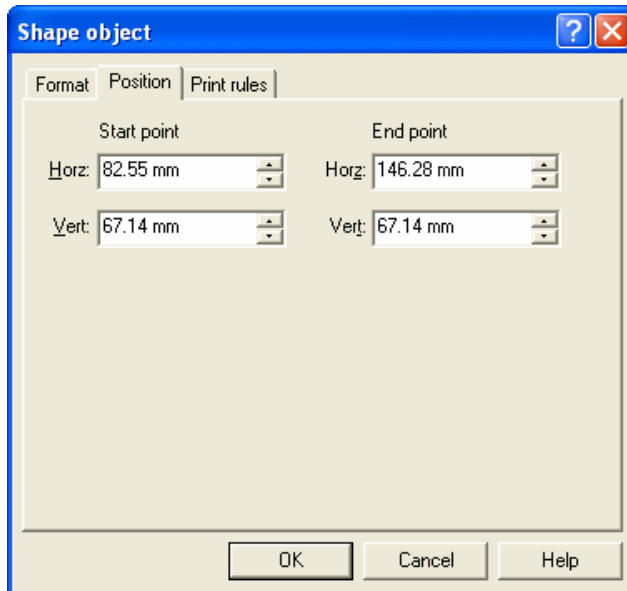 Shape object
Format Position Print rules
Start point End point
Horz: 82.55 mm Horz: 146.28 mm
Vert: 67.14 mm Vert: 67.14 mm
OK Cancel Help